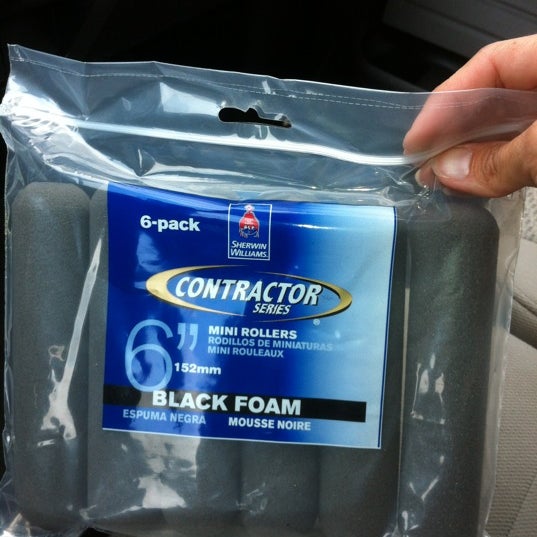 6-pack
SHERWIN
WILLIAMS.
CONTRACTOR
SERIES
®
6"
MINI ROLLERS
RODILLOS DE MINIATURAS
MINI ROULEAUX
152mm
BLACK FOAM
ESPUMA NEGRA MOUSSE NOIRE